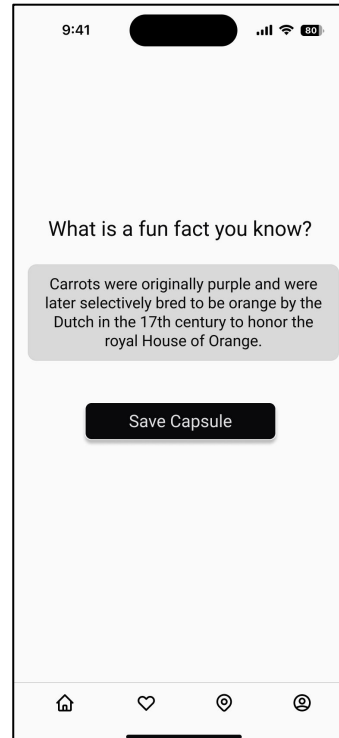 9:41
80
What is a fun fact you know?
Carrots were originally purple and were
later selectively bred to be orange by the
Dutch in the 17th century to honor the
royal House of Orange.
Save Capsule